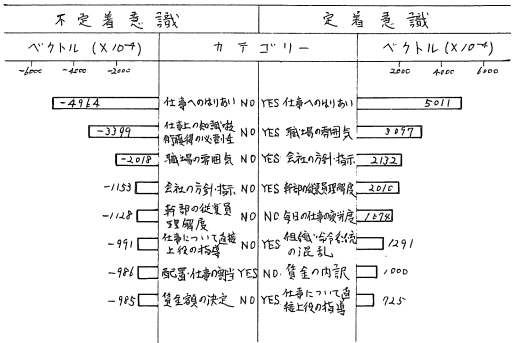 不定着意識 定着意識
ベクトル (×10⁻⁴) カテゴリー ベクトル (×10⁻⁴)
-6000 -4000 -2000 2000 4000 6000
-4964 仕事へのはりあい NO YES 仕事へのはりあい 5011
仕事上の知識・技
-3399 術獲得の必要性 NO YES 職場の雰囲気 3097
-2018 職場の雰囲気 NO YES 会社の方針・指示 2132
-1153 会社の方針・指示 NO YES 幹部の従業員理解度 2010
幹部の従業員
-1128 理解度 NO NO 毎日の仕事の疲労度 1674
仕事について直接 組織・命令系統
-991 上役の指導 NO YES の混乱 1291
-986 配置・仕事の割当 YES NO 賃金の内訳 1000
-985 賃金額の決定 NO YES 仕事について直
接上役の指導 725